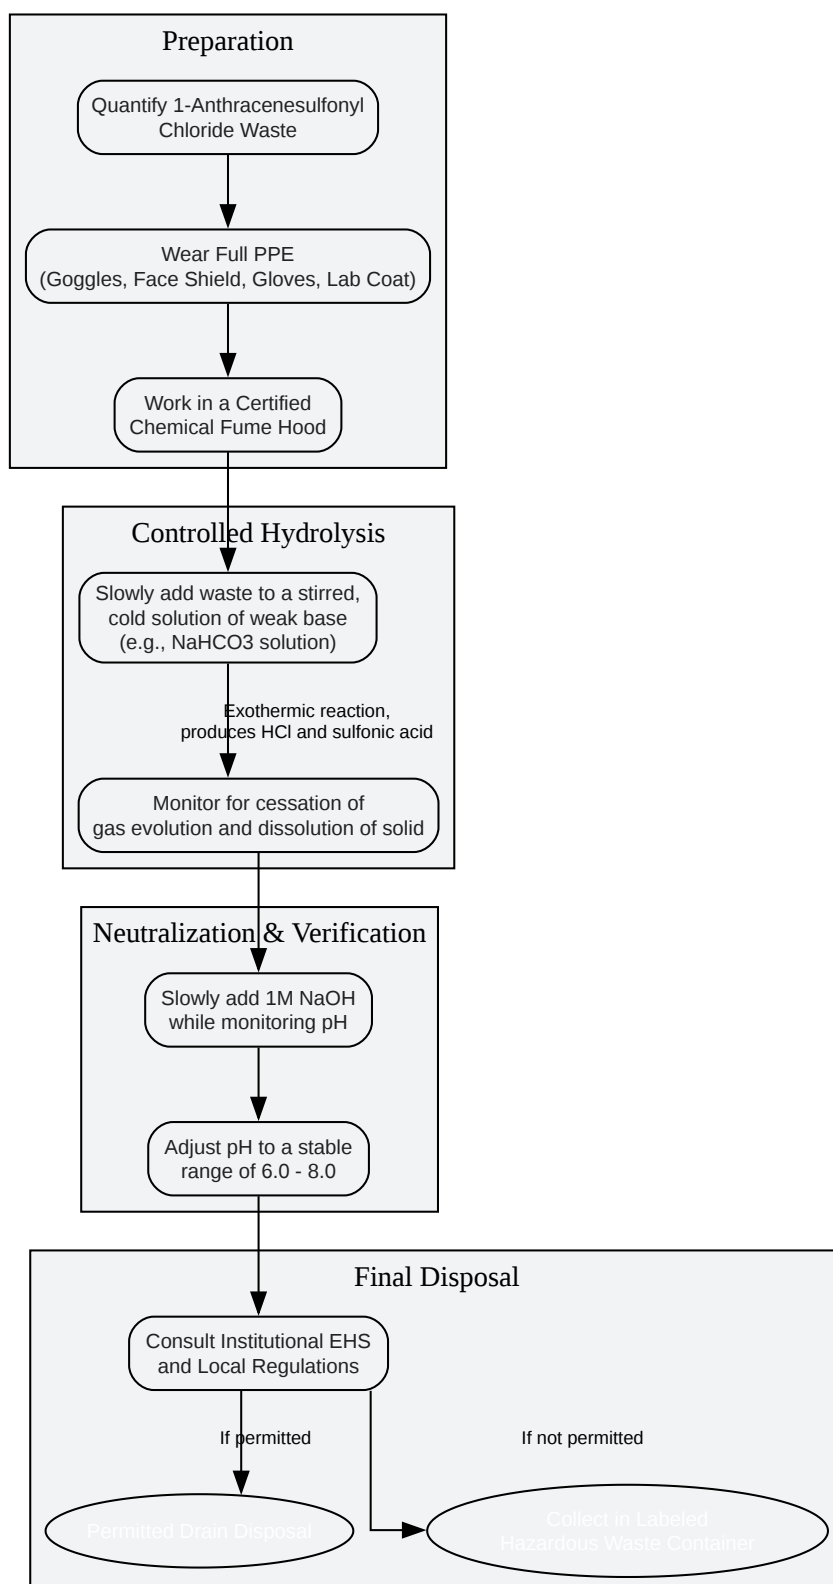 Preparation
Quantify 1-Anthracenesulfonyl
Chloride Waste
Wear Full PPE
(Goggles, Face Shield, Gloves, Lab Coat)
Work in a Certified
Chemical Fume Hood
Controlled Hydrolysis
Slowly add waste to a stirred,
cold solution of weak base
(e.g., NaHCO3 solution)
Exothermic reaction,
produces HCl and sulfonic acid
Monitor for cessation of
gas evolution and dissolution of solid
Neutralization & Verification
Slowly add 1M NaOH
while monitoring pH
Adjust pH to a stable
range of 6.0 - 8.0
Final Disposal
Consult Institutional EHS
and Local Regulations
If permitted
If not permitted
Permitted Drain Disposal
Collect in Labeled
Hazardous Waste Container